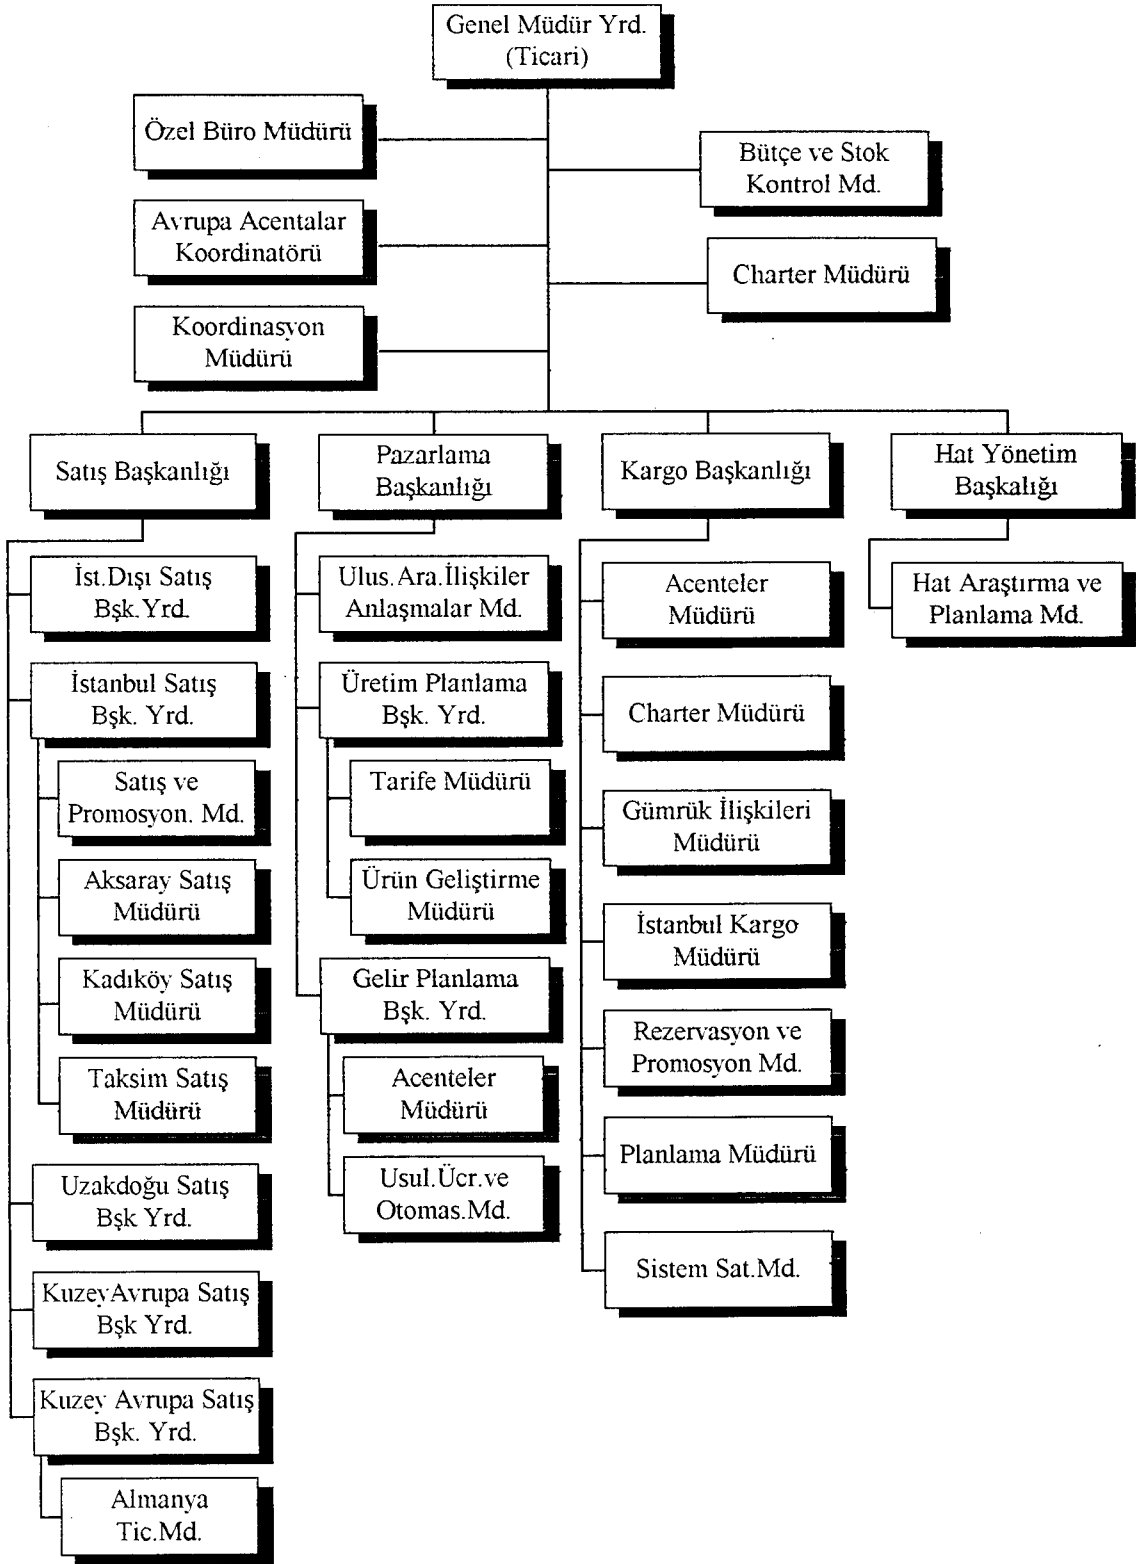 Genel Müdür Yrd.
(Ticari)
Özel Büro Müdürü
Bütçe ve Stok
Kontrol Md.
Avrupa Acentalar
Koordinatörü
Charter Müdürü
Koordinasyon
Müdürü
Satış Başkanlığı
İst.Dışı Satış
Bşk.Yrd.
İstanbul Satış
Bşk. Yrd.
Satış ve
Promosyon. Md.
Aksaray Satış
Müdürü
Kadıköy Satış
Müdürü
Taksim Satış
Müdürü
Uzakdoğu Satış
Bşk Yrd.
KuzeyAvrupa Satış
Bşk Yrd.
Kuzey Avrupa Satış
Bşk. Yrd.
Almanya
Tic.Md.
Pazarlama
Başkanlığı
Ulus.Ara.İlişkiler
Anlaşmalar Md.
Üretim Planlama
Bşk. Yrd.
Tarife Müdürü
Ürün Geliştirme
Müdürü
Gelir Planlama
Bşk. Yrd.
Acenteler
Müdürü
Usul.Ücr.ve
Otomas.Md.
Kargo Başkanlığı
Acenteler
Müdürü
Charter Müdürü
Gümrük İlişkileri
Müdürü
İstanbul Kargo
Müdürü
Rezervasyon ve
Promosyon Md.
Planlama Müdürü
Sistem Sat.Md.
Hat Yönetim
Başkalığı
Hat Araştırma ve
Planlama Md.